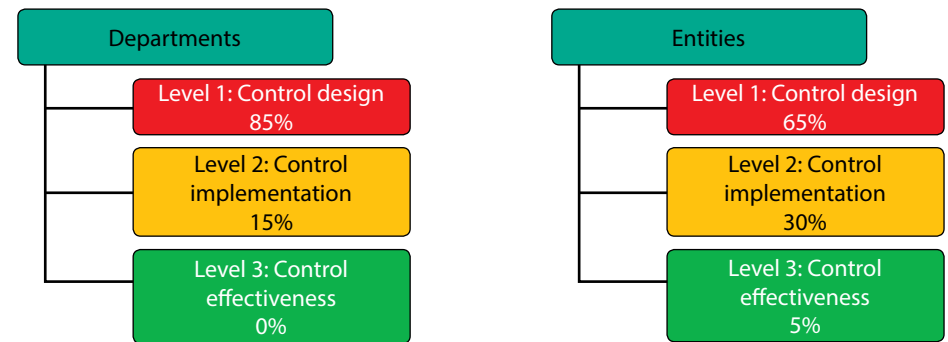 Departments
Level 1: Control design
85%
Level 2: Control
implementation
15%
Level 3: Control
effectiveness
0%
Entities
Level 1: Control design
65%
Level 2: Control
implementation
30%
Level 3: Control
effectiveness
5%